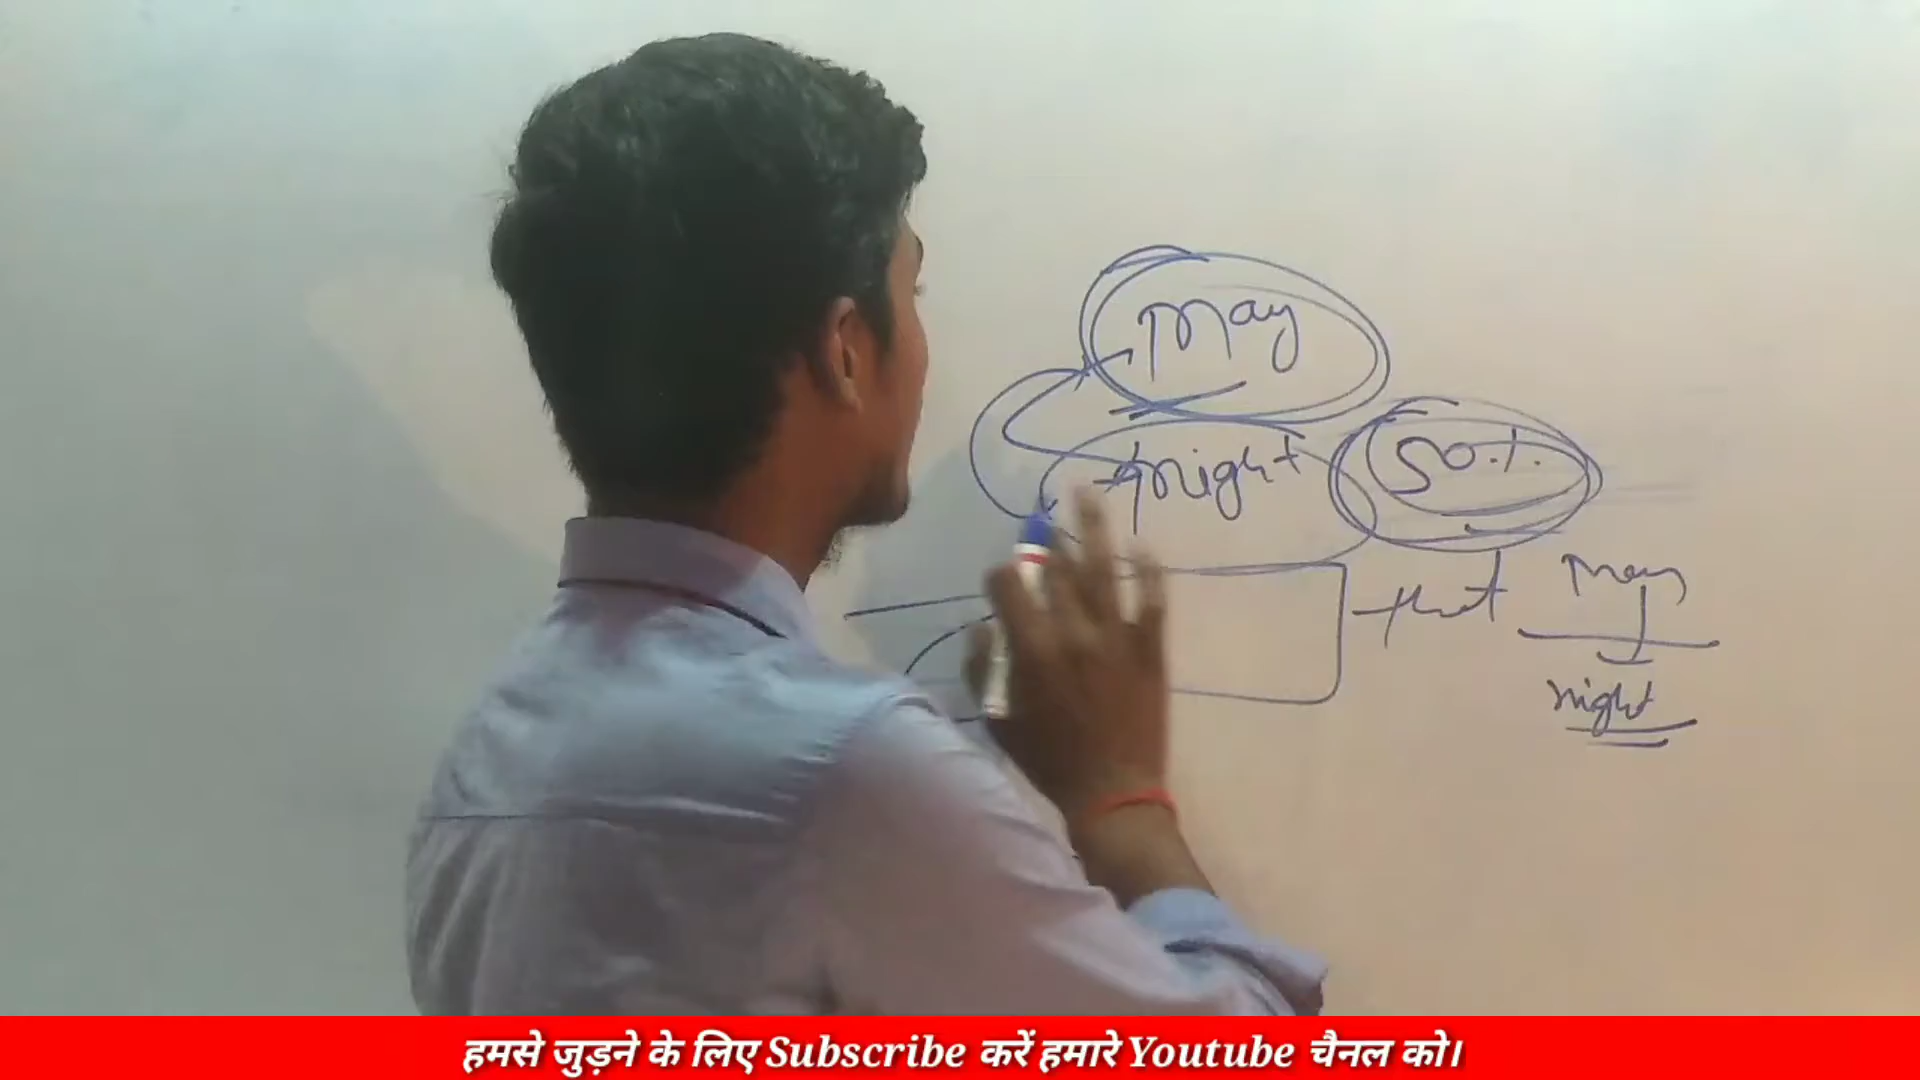 May
might 50%
that May
might
हमसे जुड़ने के लिए Subscribe करें हमारे Youtube चैनल को।